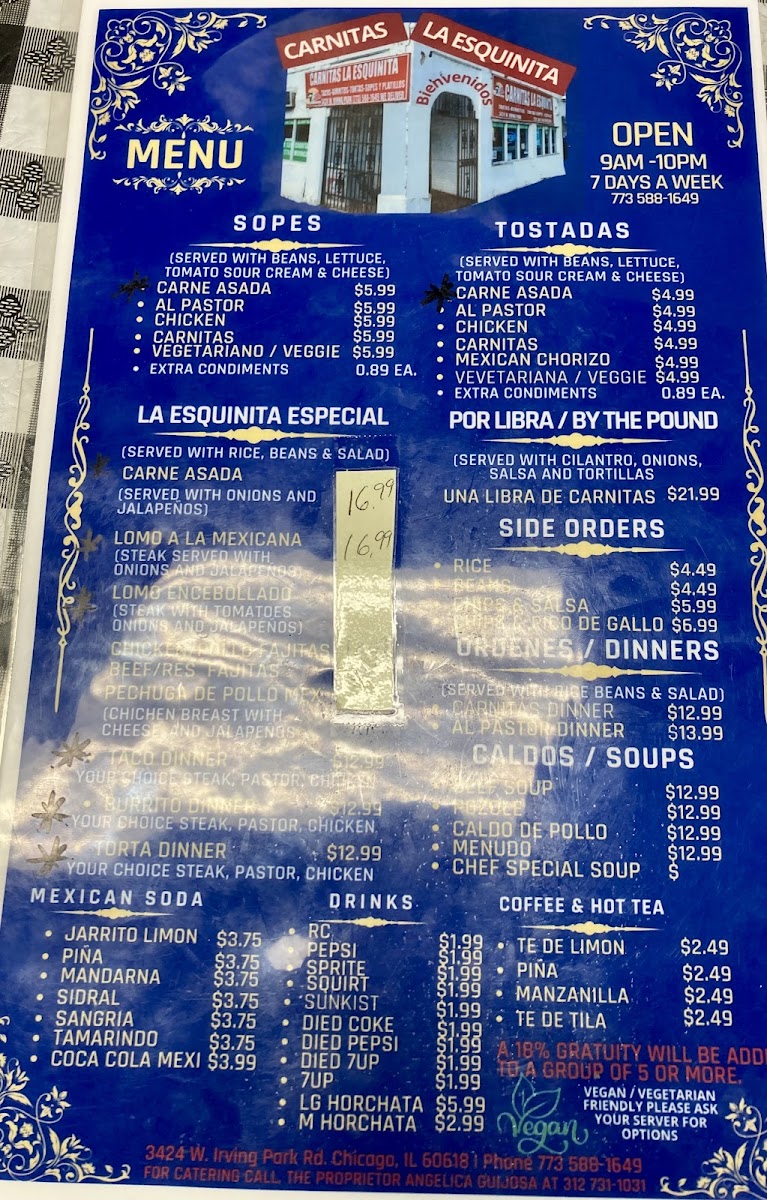 CARNITAS
LA ESQUINITA
CARNITAS LA ESQUINITA
Bienvenidos
MENU
OPEN
9AM -10PM
7 DAYS A WEEK
773 588-1649
SOPES
(SERVED WITH BEANS, LETTUCE,
TOMATO SOUR CREAM & CHEESE)
CARNE ASADA $5.99
• AL PASTOR $5.99
• CHICKEN $5.99
• CARNITAS $5.99
• VEGETARIANO / VEGGIE $5.99
• EXTRA CONDIMENTS 0.89 EA.
TOSTADAS
(SERVED WITH BEANS, LETTUCE,
TOMATO SOUR CREAM & CHEESE)
CARNE ASADA $4.99
• AL PASTOR $4.99
• CHICKEN $4.99
• CARNITAS $4.99
• MEXICAN CHORIZO $4.99
• VEVETARIANA / VEGGIE $4.99
• EXTRA CONDIMENTS 0.89 EA.
LA ESQUINITA ESPECIAL
(SERVED WITH RICE, BEANS & SALAD)
CARNE ASADA 16.99
(SERVED WITH ONIONS AND
JALAPEÑOS)
LOMO A LA MEXICANA 16.99
(STEAK SERVED WITH
ONIONS AND JALAPEÑOS
LOMO ENCEBOLLADO
(STEAK WITH TOMATOES
ONIONS AND JALAPEÑOS)
CHICKEN/POLLO FAJITAS
BEEF/RES FAJITAS
PECHUGA DE POLLO MEX
(CHICHEN BREAST WITH
CHEESE AND JALAPEÑOS
TACO DINNER $12.99
YOUR CHOICE STEAK, PASTOR, CHICKEN
• BURRITO DINNER $12.99
YOUR CHOICE STEAK, PASTOR, CHICKEN
• TORTA DINNER $12.99
YOUR CHOICE STEAK, PASTOR, CHICKEN
POR LIBRA / BY THE POUND
(SERVED WITH CILANTRO, ONIONS,
SALSA AND TORTILLAS
UNA LIBRA DE CARNITAS $21.99
SIDE ORDERS
• RICE $4.49
• BEANS $4.49
• CHIPS & SALSA $5.99
• CHIPS & PICO DE GALLO $6.99
ORDENES / DINNERS
(SERVED WITH RICE BEANS & SALAD)
• CARNITAS DINNER $12.99
• AL PASTOR DINNER $13.99
CALDOS / SOUPS
• BEEF SOUP $12.99
• POZOLE $12.99
• CALDO DE POLLO $12.99
• MENUDO $12.99
• CHEF SPECIAL SOUP $
MEXICAN SODA
• JARRITO LIMON $3.75
• PIÑA $3.75
• MANDARNA $3.75
• SIDRAL $3.75
• SANGRIA $3.75
• TAMARINDO $3.75
• COCA COLA MEXI $3.99
DRINKS
• RC $1.99
• PEPSI $1.99
• SPRITE $1.99
• SQUIRT $1.99
• SUNKIST $1.99
• DIED COKE $1.99
• DIED PEPSI $1.99
• DIED 7UP $1.99
• 7UP $1.99
• LG HORCHATA $5.99
• M HORCHATA $2.99
COFFEE & HOT TEA
• TE DE LIMON $2.49
• PIÑA $2.49
• MANZANILLA $2.49
• TE DE TILA $2.49
A 18% GRATUITY WILL BE ADD
TO A GROUP OF 5 OR MORE.
Vegan
VEGAN / VEGETARIAN
FRIENDLY PLEASE ASK
YOUR SERVER FOR
OPTIONS
3424 W. Irving Park Rd. Chicago, IL 60618 | Phone 773 588-1649
FOR CATERING CALL THE PROPRIETOR ANGELICA GUIJOSA AT 312 731-1031